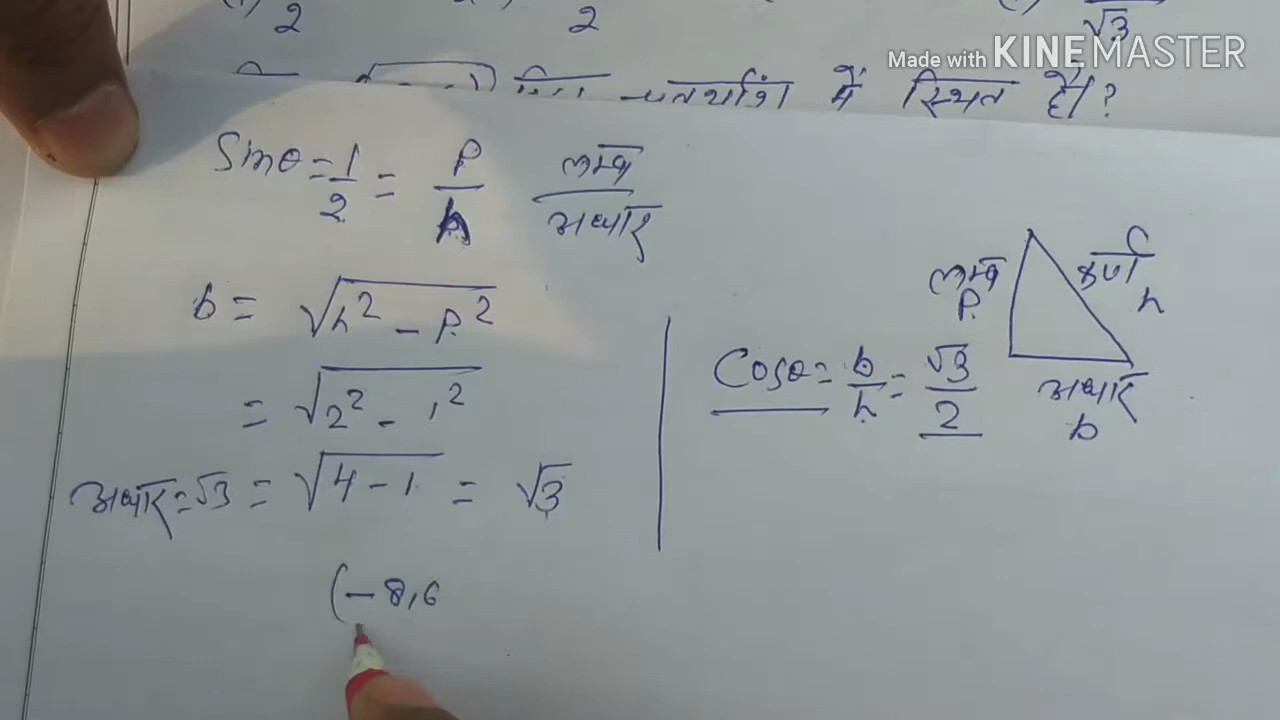 2 2 √3
Made with KINEMASTER
में स्थित है?
Sinθ = 1/2 = P/h लम्ब/आधार
b = √h² - P²
= √2² - 1²
आधार = √3 = √4 - 1 = √3
लम्ब P
कर्ण h
आधार b
Cosθ = b/h = √3/2
(-8,6